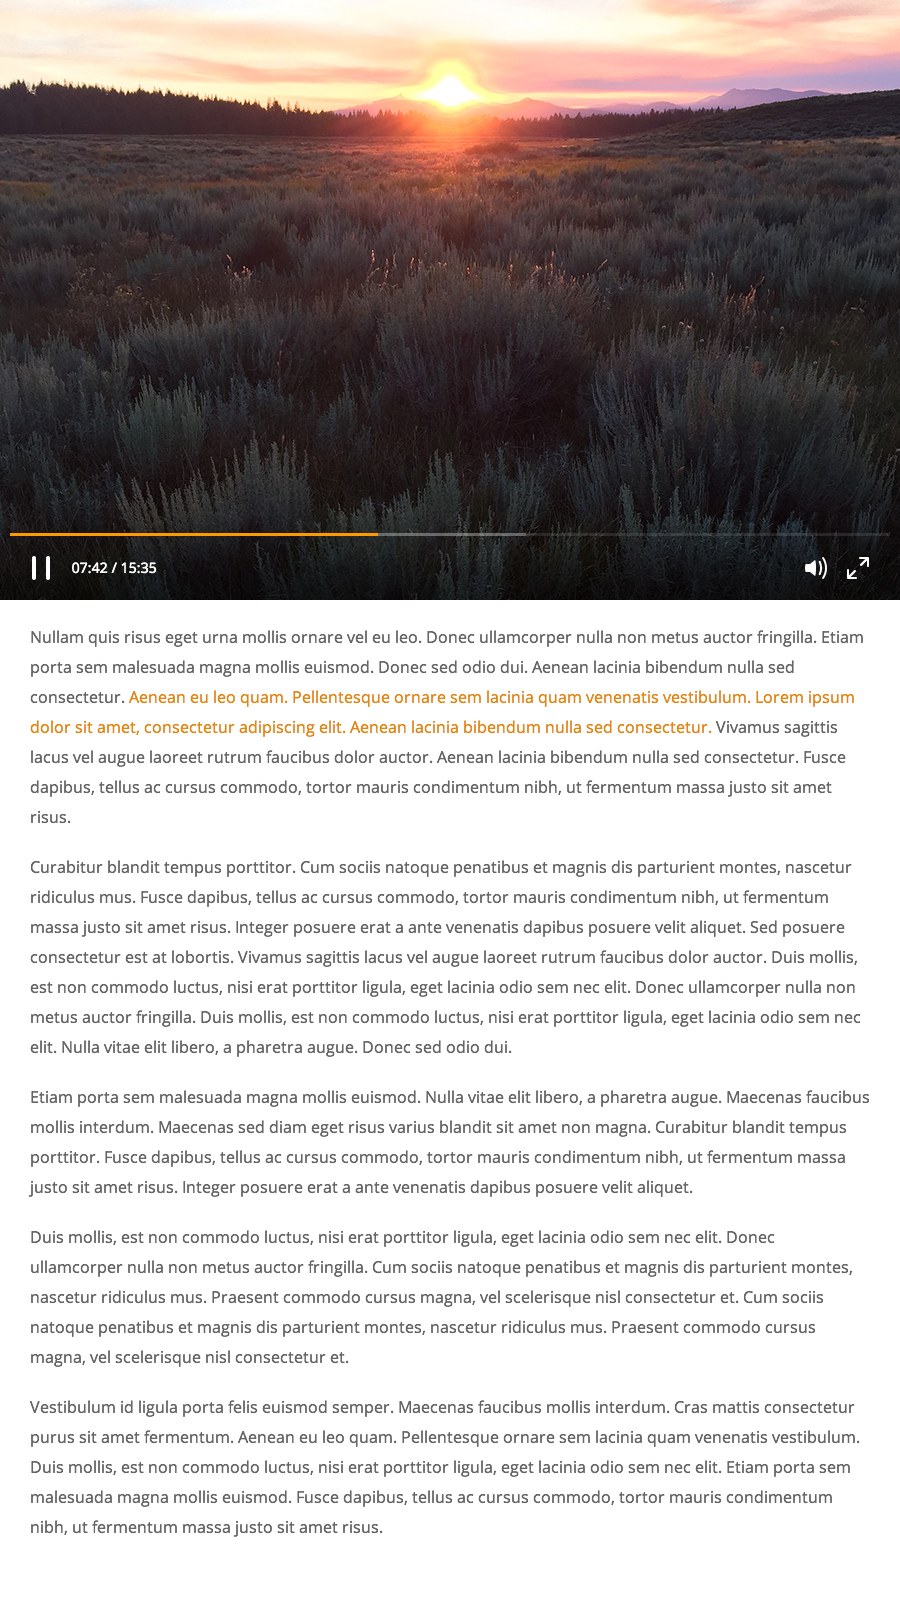 07:42 / 15:35
Nullam quis risus eget urna mollis ornare vel eu leo. Donec ullamcorper nulla non metus auctor fringilla. Etiam
porta sem malesuada magna mollis euismod. Donec sed odio dui. Aenean lacinia bibendum nulla sed
consectetur. Aenean eu leo quam. Pellentesque ornare sem lacinia quam venenatis vestibulum. Lorem ipsum
dolor sit amet, consectetur adipiscing elit. Aenean lacinia bibendum nulla sed consectetur. Vivamus sagittis
lacus vel augue laoreet rutrum faucibus dolor auctor. Aenean lacinia bibendum nulla sed consectetur. Fusce
dapibus, tellus ac cursus commodo, tortor mauris condimentum nibh, ut fermentum massa justo sit amet
risus.
Curabitur blandit tempus porttitor. Cum sociis natoque penatibus et magnis dis parturient montes, nascetur
ridiculus mus. Fusce dapibus, tellus ac cursus commodo, tortor mauris condimentum nibh, ut fermentum
massa justo sit amet risus. Integer posuere erat a ante venenatis dapibus posuere velit aliquet. Sed posuere
consectetur est at lobortis. Vivamus sagittis lacus vel augue laoreet rutrum faucibus dolor auctor. Duis mollis,
est non commodo luctus, nisi erat porttitor ligula, eget lacinia odio sem nec elit. Donec ullamcorper nulla non
metus auctor fringilla. Duis mollis, est non commodo luctus, nisi erat porttitor ligula, eget lacinia odio sem nec
elit. Nulla vitae elit libero, a pharetra augue. Donec sed odio dui.
Etiam porta sem malesuada magna mollis euismod. Nulla vitae elit libero, a pharetra augue. Maecenas faucibus
mollis interdum. Maecenas sed diam eget risus varius blandit sit amet non magna. Curabitur blandit tempus
porttitor. Fusce dapibus, tellus ac cursus commodo, tortor mauris condimentum nibh, ut fermentum massa
justo sit amet risus. Integer posuere erat a ante venenatis dapibus posuere velit aliquet.
Duis mollis, est non commodo luctus, nisi erat porttitor ligula, eget lacinia odio sem nec elit. Donec
ullamcorper nulla non metus auctor fringilla. Cum sociis natoque penatibus et magnis dis parturient montes,
nascetur ridiculus mus. Praesent commodo cursus magna, vel scelerisque nisl consectetur et. Cum sociis
natoque penatibus et magnis dis parturient montes, nascetur ridiculus mus. Praesent commodo cursus
magna, vel scelerisque nisl consectetur et.
Vestibulum id ligula porta felis euismod semper. Maecenas faucibus mollis interdum. Cras mattis consectetur
purus sit amet fermentum. Aenean eu leo quam. Pellentesque ornare sem lacinia quam venenatis vestibulum.
Duis mollis, est non commodo luctus, nisi erat porttitor ligula, eget lacinia odio sem nec elit. Etiam porta sem
malesuada magna mollis euismod. Fusce dapibus, tellus ac cursus commodo, tortor mauris condimentum
nibh, ut fermentum massa justo sit amet risus.